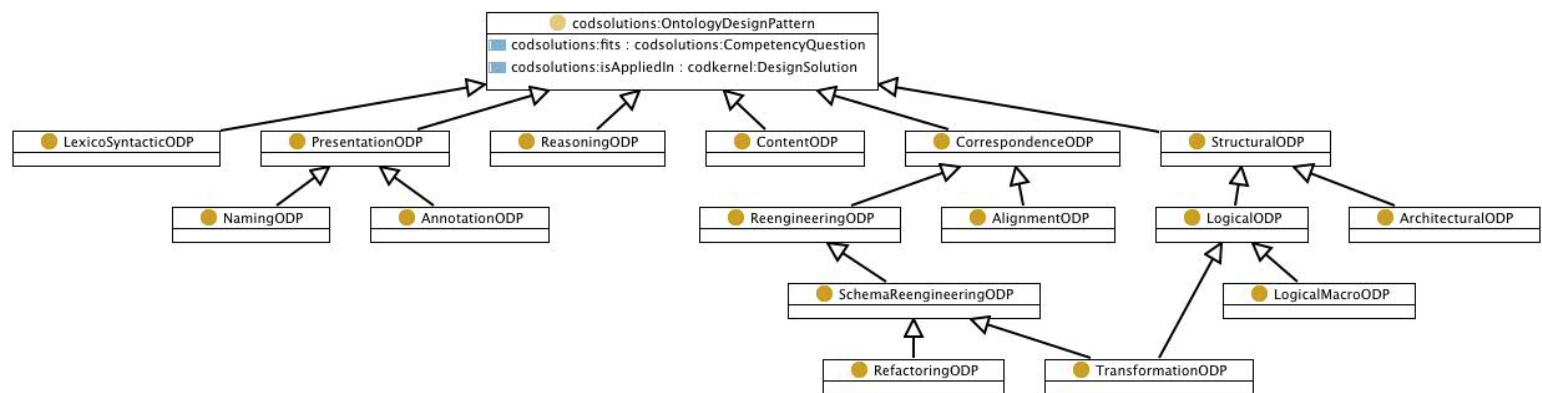 codsolutions:OntologyDesignPattern
codsolutions:fits : codsolutions:CompetencyQuestion
codsolutions:isAppliedIn : codkernel:DesignSolution
LexicoSyntacticODP
PresentationODP
ReasoningODP
ContentODP
CorrespondenceODP
StructuralODP
NamingODP
AnnotationODP
ReengineeringODP
AlignmentODP
LogicalODP
ArchitecturalODP
SchemaReengineeringODP
LogicalMacroODP
RefactoringODP
TransformationODP